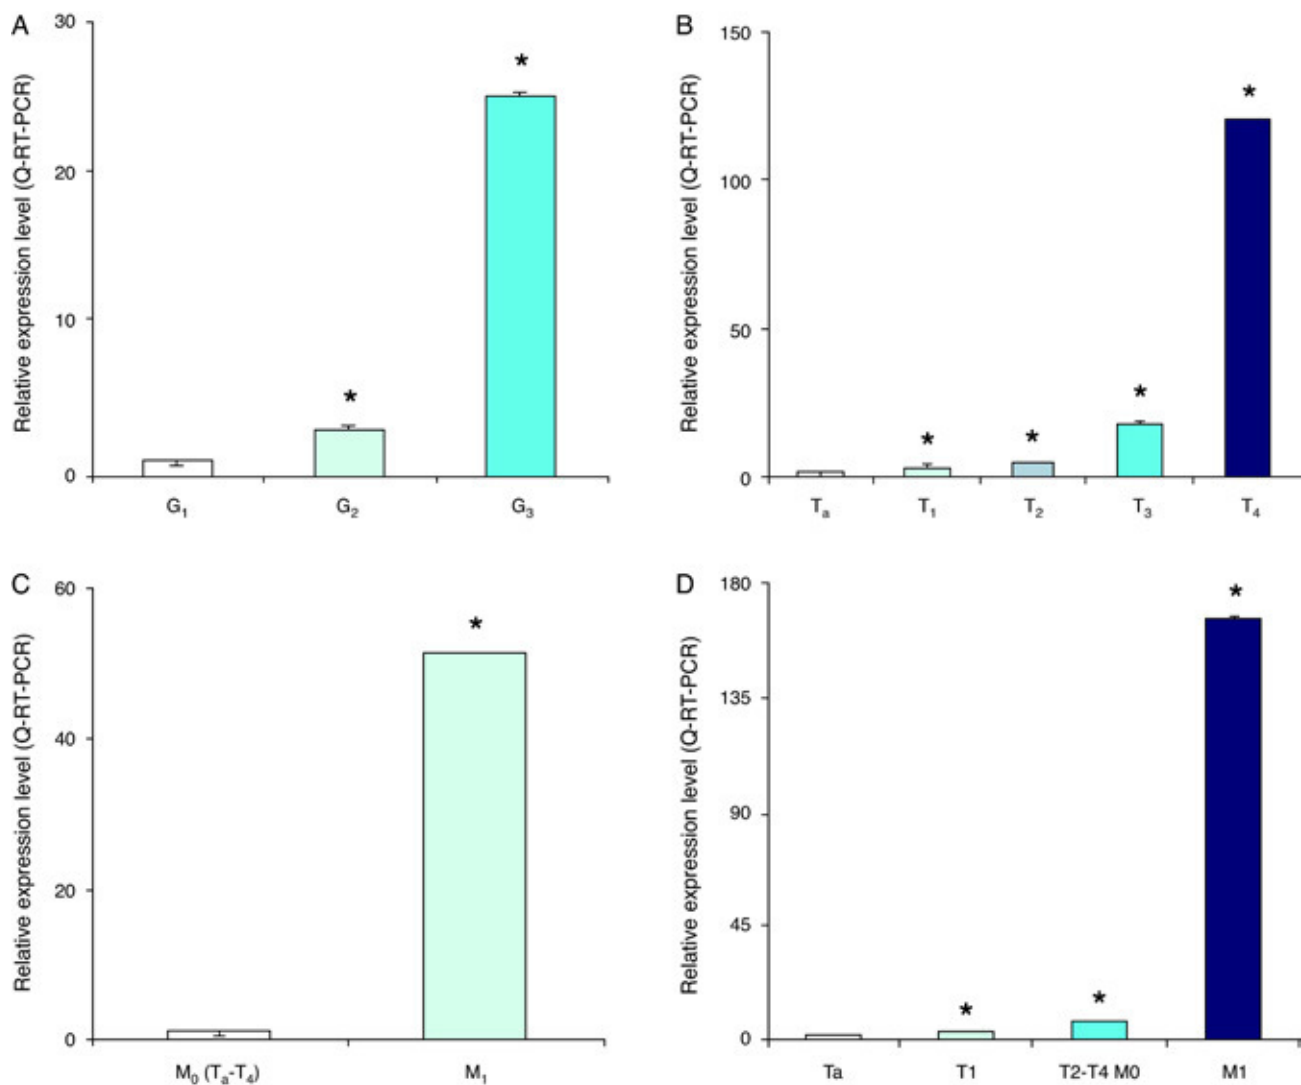 A
Relative expression level (Q-RT-PCR)
30
20
10
0
*
*
G₁ G₂ G₃
B
Relative expression level (Q-RT-PCR)
150
100
50
0
*
*
*
*
Tₐ T₁ T₂ T₃ T₄
C
Relative expression level (Q-RT-PCR)
60
40
20
0
*
M₀ (Tₐ-T₄) M₁
D
Relative expression level (Q-RT-PCR)
180
135
90
45
0
*
*
*
Ta T1 T2-T4 M0 M1